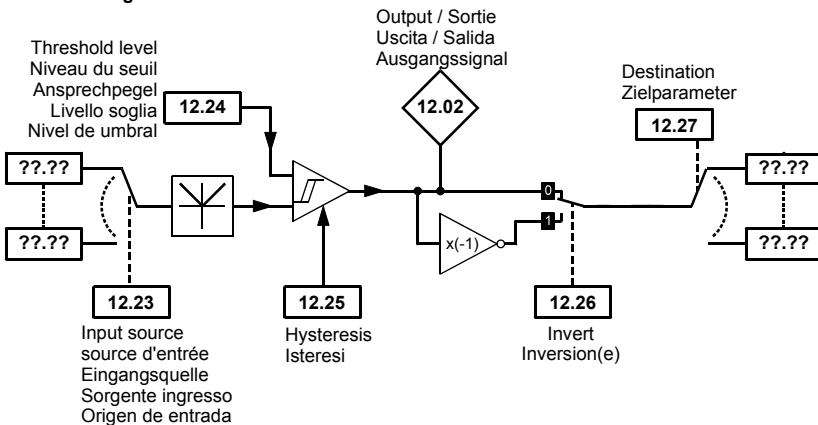 Output / Sortie
Uscita / Salida
Ausgangssignal
Threshold level
Niveau du seuil
Ansprechpegel
Livello soglia
Nivel de umbral
12.24
12.02
Destination
Zielparameter
12.27
??.??
??.??
0
1
x(-1)
??.??
??.??
12.23
12.25
12.26
Input source
source d'entrée
Eingangsquelle
Sorgente ingresso
Origen de entrada
Hysteresis
Isteresi
Invert
Inversion(e)